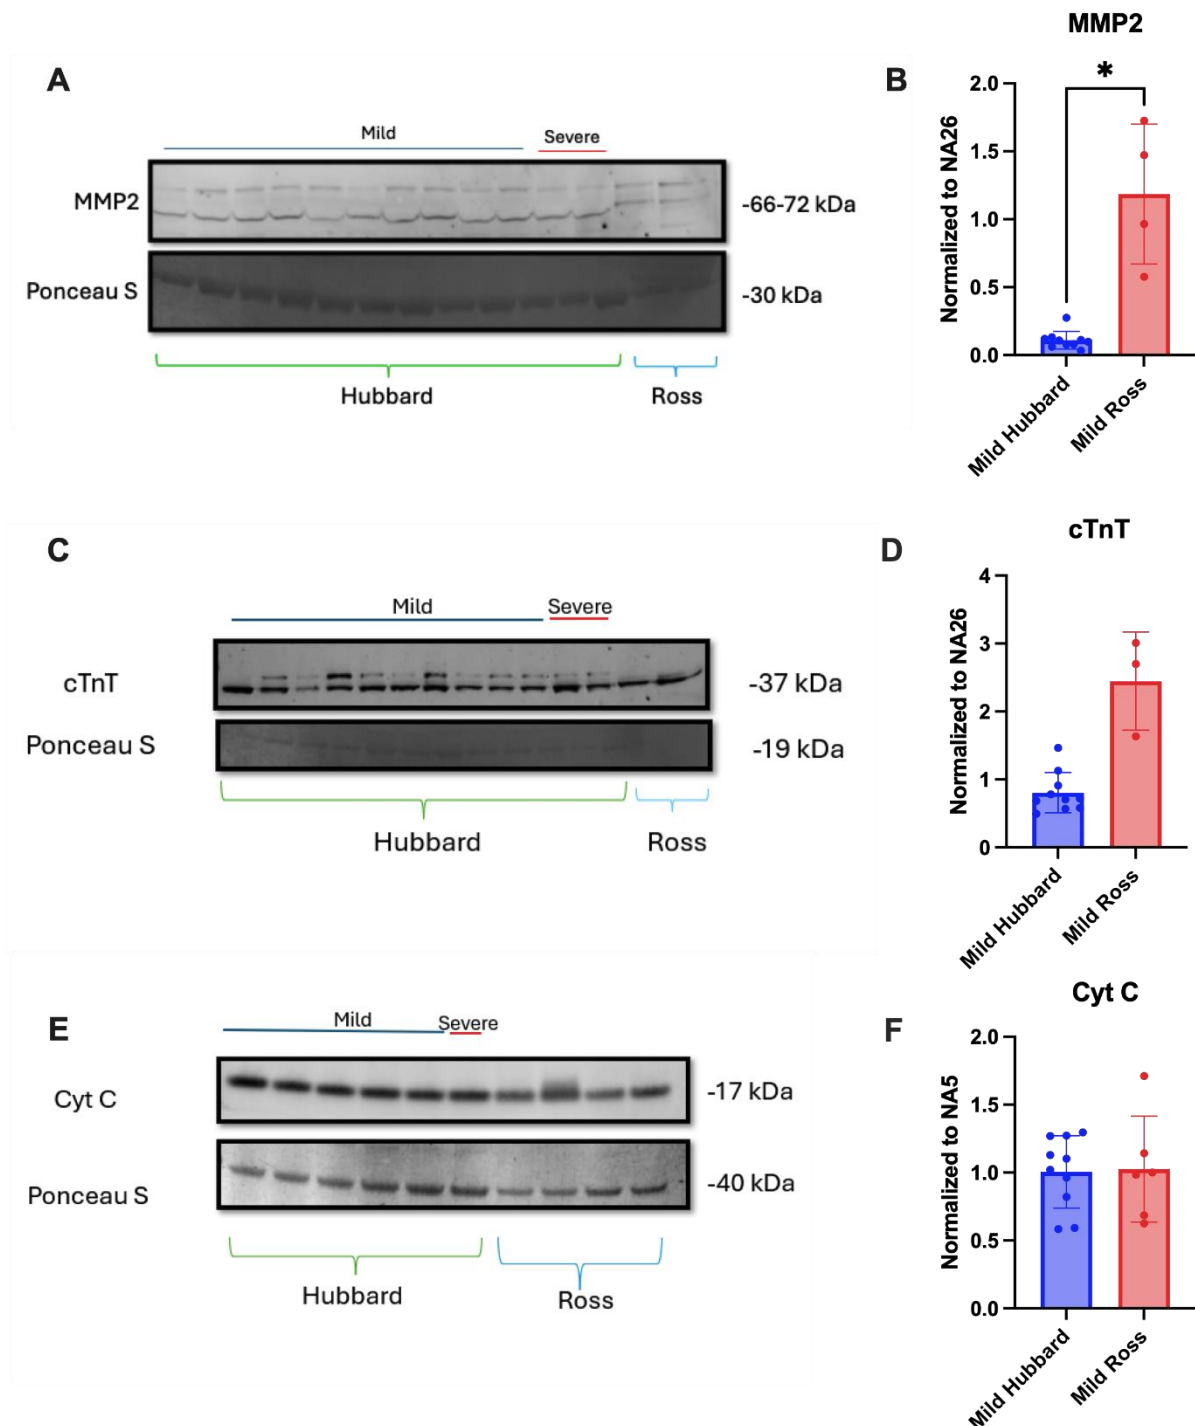 A
Mild
Severe
MMP2
-66-72 kDa
Ponceau S
-30 kDa
Hubbard
Ross
B
MMP2
*
Normalized to NA26
2.0
1.5
1.0
0.5
0.0
Mild Hubbard
Mild Ross
C
Mild
Severe
cTnT
-37 kDa
Ponceau S
-19 kDa
Hubbard
Ross
D
cTnT
Normalized to NA26
4
3
2
1
0
Mild Hubbard
Mild Ross
E
Mild
Severe
Cyt C
-17 kDa
Ponceau S
-40 kDa
Hubbard
Ross
F
Cyt C
Normalized to NA5
2.0
1.5
1.0
0.5
0.0
Mild Hubbard
Mild Ross